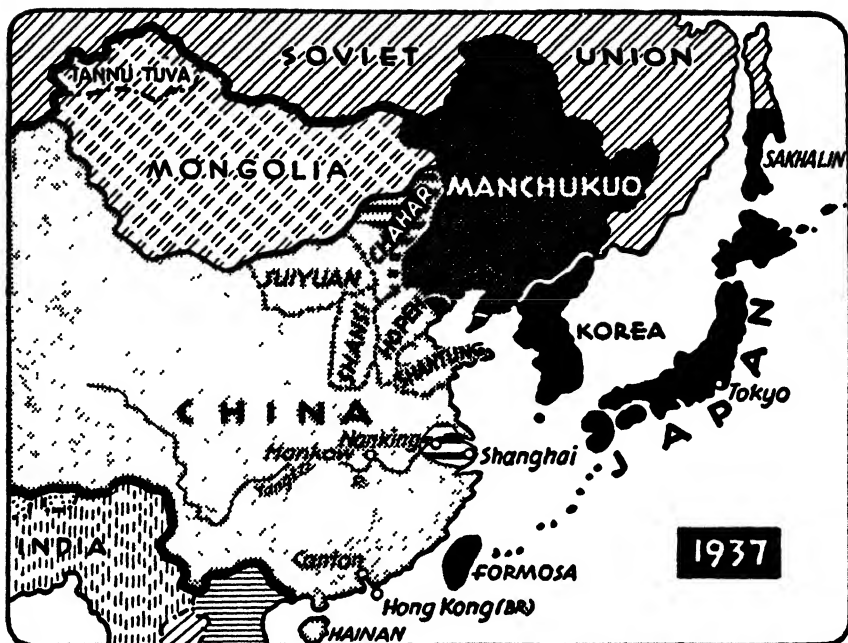 SOVIET UNION
TANNU TUVA
MONGOLIA
SAKHALIN
MANCHUKUO
CHAHAR
SUIYUAN
SHANSI
HOPEH
SHANTUNG
KOREA
JAPAN
Tokyo
CHINA
Nanking
Hankow
Shanghai
Yangtze
INDIA
1937
Canton
FORMOSA
Hong Kong (BR)
HAINAN